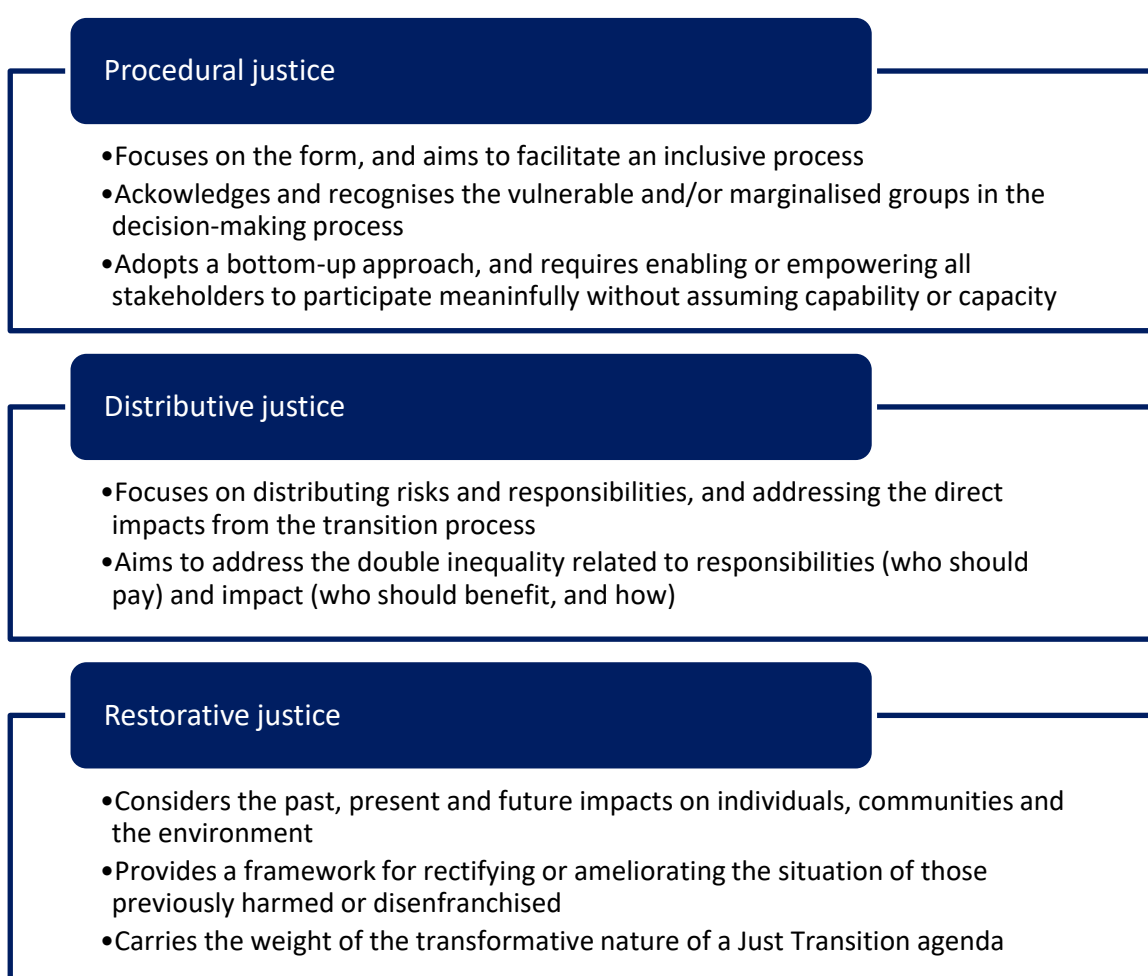 Procedural justice
•Focuses on the form, and aims to facilitate an inclusive process
•Ackowledges and recognises the vulnerable and/or marginalised groups in the
decision-making process
•Adopts a bottom-up approach, and requires enabling or empowering all
stakeholders to participate meaninfully without assuming capability or capacity
Distributive justice
•Focuses on distributing risks and responsibilities, and addressing the direct
impacts from the transition process
•Aims to address the double inequality related to responsibilities (who should
pay) and impact (who should benefit, and how)
Restorative justice
•Considers the past, present and future impacts on individuals, communities and
the environment
•Provides a framework for rectifying or ameliorating the situation of those
previously harmed or disenfranchised
•Carries the weight of the transformative nature of a Just Transition agenda